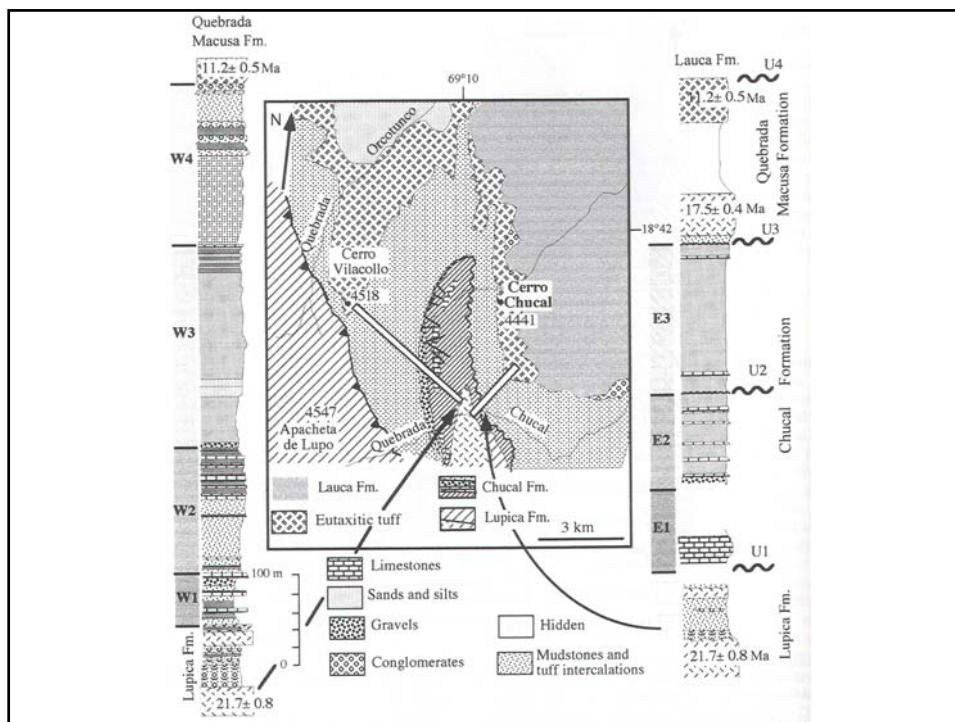 Quebrada
Macusa Fm.
11.2± 0.5 Ma
W4
W3
W2
W1
Lupica Fm.
21.7± 0.8
100 m
0
69°10
N
Orcotunco
Quebrada
Cerro
Vilacollo
4518
Cerro
Chucal
4441
18°42
4547
Apacheta
de Lupo
Quebrada
Chucal
Lauca Fm.
Chucal Fm.
Eutaxitic tuff
Lupica Fm.
3 km
Limestones
Sands and silts
Gravels
Hidden
Conglomerates
Mudstones and
tuff intercalations
Lauca Fm.
U4
11.2± 0.5 Ma
Quebrada
Macusa Formation
17.5± 0.4 Ma
U3
E3
U2
Chucal Formation
E2
E1
U1
Lupica Fm.
21.7± 0.8 Ma